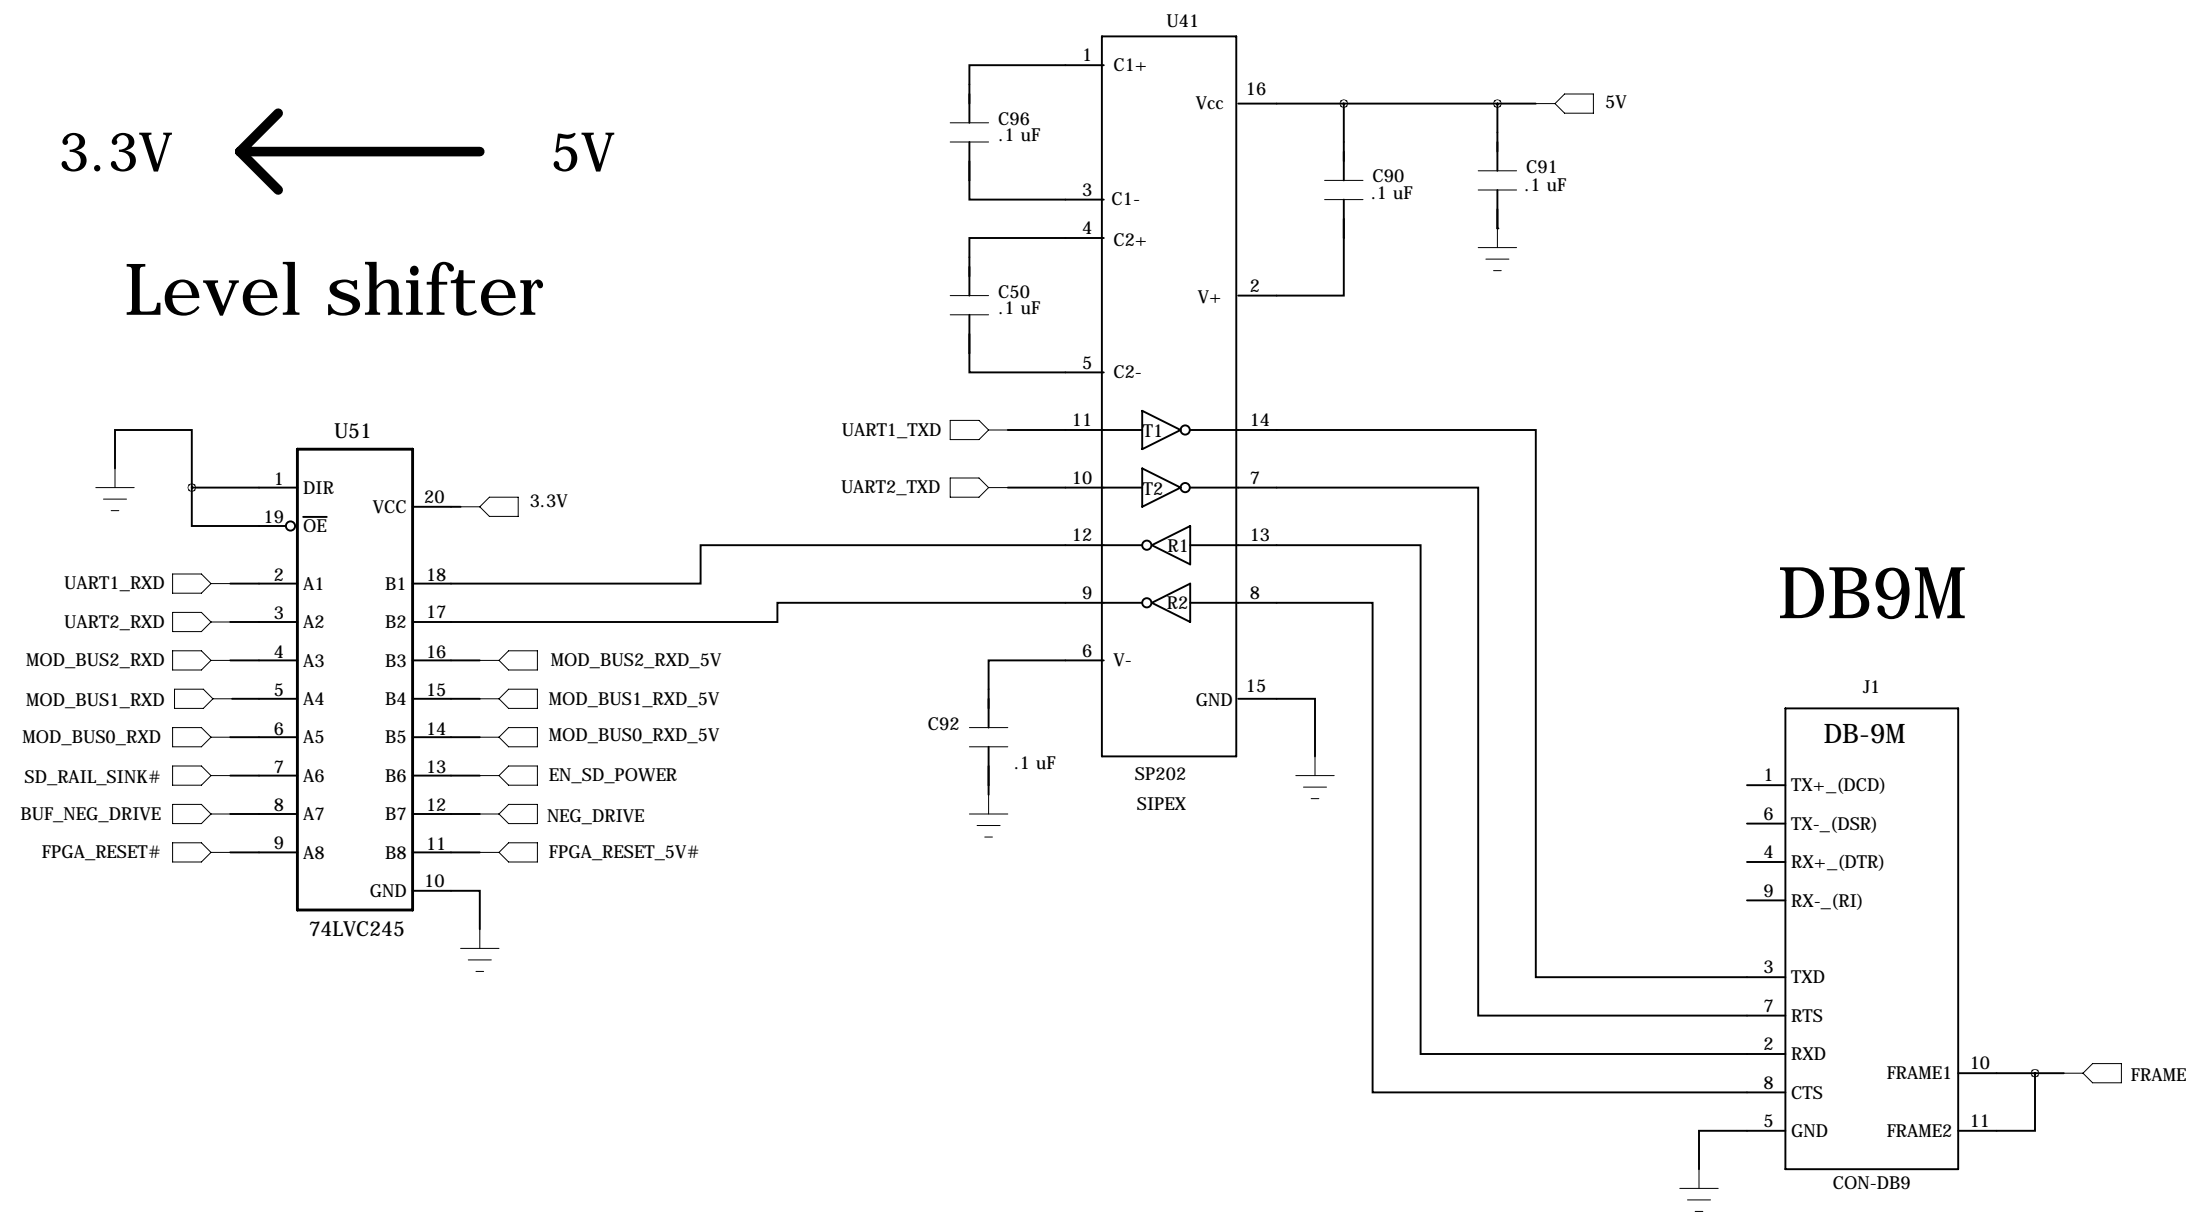 U41
1 C1+
C96
.1 uF
3 C1-
4 C2+
C50
.1 uF
5 C2-
Vcc 16
5V
C90
.1 uF
C91
.1 uF
V+ 2
3.3V 5V
Level shifter
UART1_TXD 11 T1 14
UART2_TXD 10 T2 7
12 R1 13
9 R2 8
6 V-
C92
.1 uF
GND 15
SP202
SIPEX
U51
1 DIR
19 OE
VCC 20 3.3V
UART1_RXD 2 A1 B1 18
UART2_RXD 3 A2 B2 17
MOD_BUS2_RXD 4 A3 B3 16 MOD_BUS2_RXD_5V
MOD_BUS1_RXD 5 A4 B4 15 MOD_BUS1_RXD_5V
MOD_BUS0_RXD 6 A5 B5 14 MOD_BUS0_RXD_5V
SD_RAIL_SINK# 7 A6 B6 13 EN_SD_POWER
BUF_NEG_DRIVE 8 A7 B7 12 NEG_DRIVE
FPGA_RESET# 9 A8 B8 11 FPGA_RESET_5V#
GND 10
74LVC245
DB9M
J1
DB-9M
1 TX+_(DCD)
6 TX-_(DSR)
4 RX+_(DTR)
9 RX-_(RI)
3 TXD
7 RTS
2 RXD
FRAME1 10 FRAME
8 CTS
5 GND FRAME2 11
CON-DB9